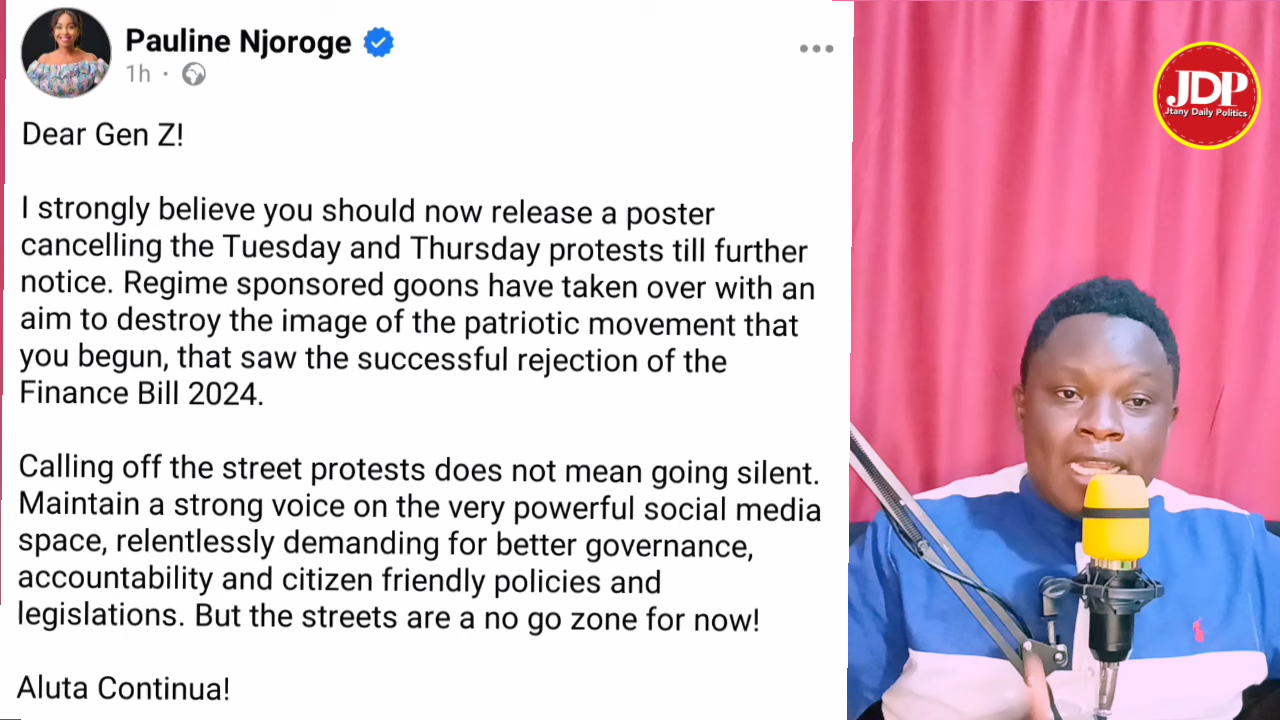 Pauline Njoroge
1h ·
Dear Gen Z!
I strongly believe you should now release a poster
cancelling the Tuesday and Thursday protests till further
notice. Regime sponsored goons have taken over with an
aim to destroy the image of the patriotic movement that
you begun, that saw the successful rejection of the
Finance Bill 2024.
Calling off the street protests does not mean going silent.
Maintain a strong voice on the very powerful social media
space, relentlessly demanding for better governance,
accountability and citizen friendly policies and
legislations. But the streets are a no go zone for now!
Aluta Continua!
JDP
Jtany Daily Politics